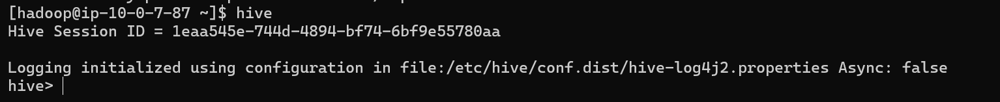 [hadoop@ip-10-0-7-87 ~]$ hive
Hive Session ID = 1eaa545e-744d-4894-bf74-6bf9e55780aa
Logging initialized using configuration in file:/etc/hive/conf.dist/hive-log4j2.properties Async: false
hive>